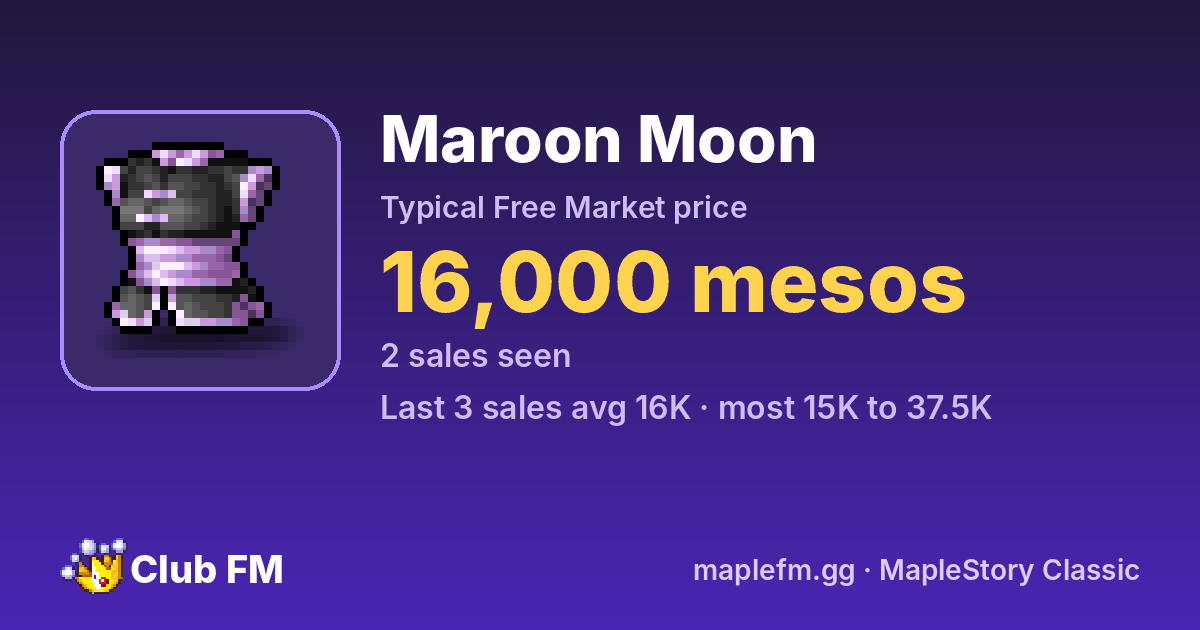 Maroon Moon
Typical Free Market price
16,000 mesos
2 sales seen
Last 3 sales avg 16K · most 15K to 37.5K
Club FM
maplefm.gg · MapleStory Classic